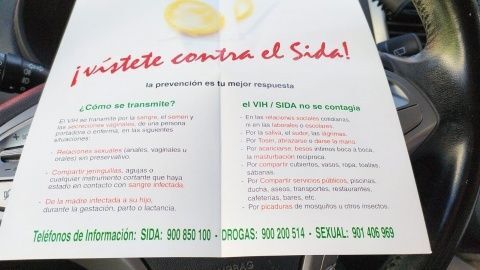 ¡vístete contra el Sida!
la prevención es tu mejor respuesta
¿Cómo se transmite?
El VIH se transmite por la sangre, el semen y
las secreciones vaginales, de una persona
portadora o enferma, en las siguientes
situaciones:
- Relaciones sexuales (anales, vaginales u
orales) sin preservativo.
- Compartir jeringuillas, agujas o
cualquier instrumento cortante que haya
estado en contacto con sangre infectada.
- De la madre infectada a su hijo,
durante la gestación, parto o lactancia.
el VIH / SIDA no se contagia
- En las relaciones sociales cotidianas,
ni en las laborales o escolares.
- Por la saliva, el sudor, las lágrimas.
- Por Toser, abrazarse o darse la mano.
- Por acariciarse, besos íntimos boca a boca,
la masturbación recíproca.
- Por compartir cubiertos, vasos, ropa, toallas,
sábanas.
- Por Compartir servicios públicos, piscinas,
ducha, aseos, transportes, restaurantes,
cafeterías, bares, etc.
- Por picaduras de mosquitos u otros insectos.
Teléfonos de Información: SIDA: 900 850 100 - DROGAS: 900 200 514 - SEXUAL: 901 406 969